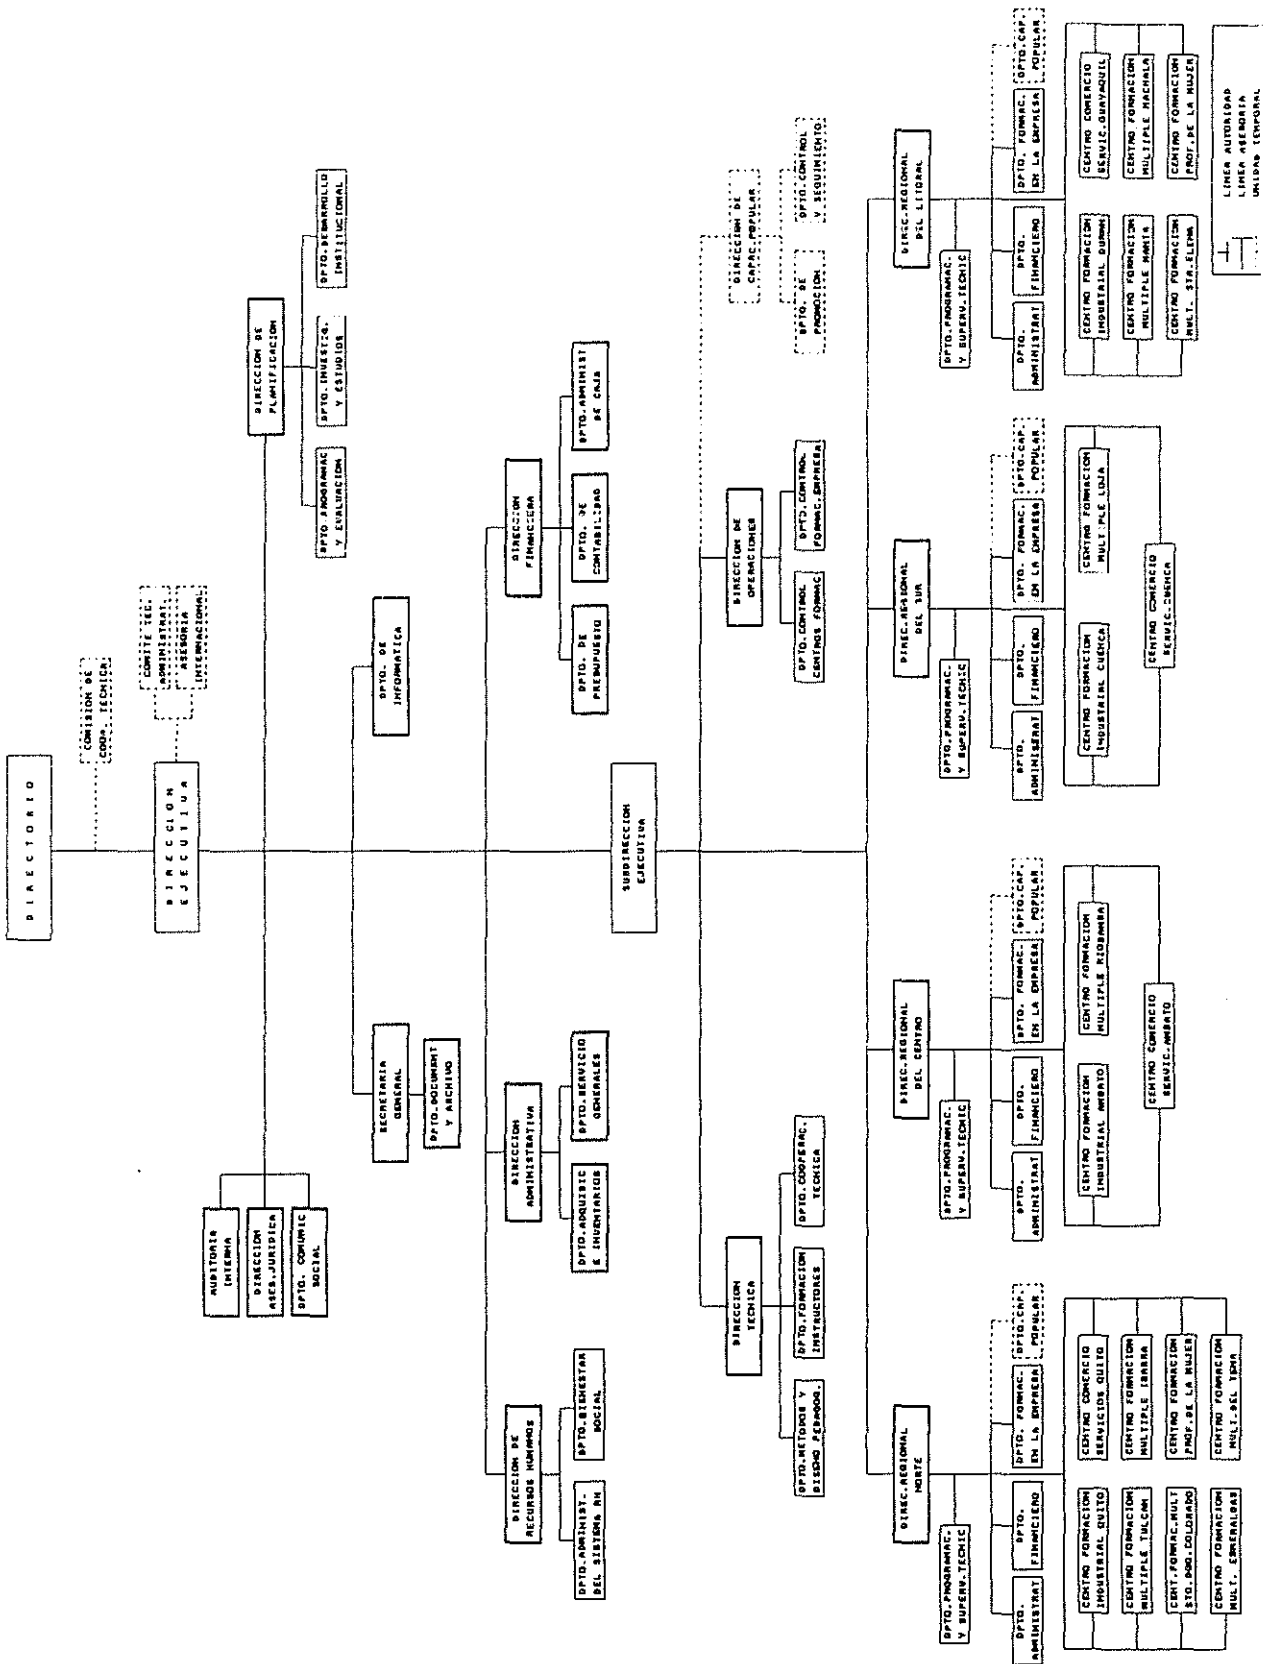 DIRECTORIO
COMISION DE
COOR. TECNICA
DIRECCION
EJECUTIVA
COMITE TEC.
ADMINISTRAT.
ASESORIA
INTERNACIONAL
AUDITORIA
INTERNA
DIRECCION
ASES.JURIDICA
DPTO. COMUNIC
SOCIAL
DIRECCION DE
PLANIFICACION
DPTO.PROGRAMAC
Y EVALUACION
DPTO.INVESTIG.
Y ESTUDIOS
DPTO.DESARROLLO
INSTITUCIONAL
SECRETARIA
GENERAL
DPTO.DOCUMENT
Y ARCHIVO
DPTO. DE
INFORMATICA
DIRECCION DE
RECURSOS HUMANOS
DPTO.ADMINIST.
DEL SISTEMA RH
DPTO.BIENESTAR
SOCIAL
DIRECCION
ADMINISTRATIVA
DPTO.ADQUISIC
E INVENTARIOS
DPTO.SERVICIO
GENERALES
DIRECCION
FINANCIERA
DPTO. DE
PRESUPUESTO
DPTO. DE
CONTABILIDAD
DPTO.ADMINIST
DE CAJA
SUBDIRECCION
EJECUTIVA
DIRECCION
TECNICA
DPTO.METODOS Y
DISEÑO PEDAGOG.
DPTO.FORMACION
INSTRUCTORES
DPTO.COOPERAC.
TECNICA
DIRECCION DE
OPERACIONES
DPTO.CONTROL
CENTROS FORMAC
DPTO.CONTROL
FORMAC.EMPRESA
DIRECCION DE
CAPAC.POPULAR
DPTO. DE
PROMOCION
DPTO.CONTROL
Y SEGUIMIENTO
DIREC.REGIONAL
NORTE
DPTO.PROGRAMAC.
Y SUPERV.TECNIC
DPTO.
ADMINISTRAT
DPTO.
FINANCIERO
DPTO. FORMAC.
EN LA EMPRESA
DPTO.CAP.
POPULAR
CENTRO FORMACION
INDUSTRIAL QUITO
CENTRO COMERCIO
SERVICIOS QUITO
CENTRO FORMACION
MULTIPLE TULCAN
CENTRO FORMACION
MULTIPLE IBARRA
CENT.FORMAC.MULT
STO.DGO.COLORADO
CENTRO FORMACION
PROF.DE LA MUJER
CENTRO FORMACION
MULT. ESMERALDAS
CENTRO FORMACION
MULT.DEL TENA
DIREC.REGIONAL
DEL CENTRO
DPTO.PROGRAMAC.
Y SUPERV.TECNIC
DPTO.
ADMINISTRAT
DPTO.
FINANCIERO
DPTO. FORMAC.
EN LA EMPRESA
DPTO.CAP.
POPULAR
CENTRO FORMACION
INDUSTRIAL AMBATO
CENTRO FORMACION
MULTIPLE RIOBAMBA
CENTRO COMERCIO
SERVIC.AMBATO
DIREC.REGIONAL
DEL SUR
DPTO.PROGRAMAC.
Y SUPERV.TECNIC
DPTO.
ADMINISTRAT
DPTO.
FINANCIERO
DPTO. FORMAC.
EN LA EMPRESA
DPTO.CAP.
POPULAR
CENTRO FORMACION
INDUSTRIAL CUENCA
CENTRO FORMACION
MULTIPLE LOJA
CENTRO COMERCIO
SERVIC.CUENCA
DIREC.REGIONAL
DEL LITORAL
DPTO.PROGRAMAC.
Y SUPERV.TECNIC
DPTO.
ADMINISTRAT
DPTO.
FINANCIERO
DPTO. FORMAC.
EN LA EMPRESA
DPTO.CAP.
POPULAR
CENTRO FORMACION
INDUSTRIAL DURAN
CENTRO COMERCIO
SERVIC.GUAYAQUIL
CENTRO FORMACION
MULTIPLE MANTA
CENTRO FORMACION
MULTIPLE MACHALA
CENTRO FORMACION
MULT. STA.ELENA
CENTRO FORMACION
PROF.DE LA MUJER
LINEA AUTORIDAD
LINEA ASESORIA
UNIDAD TEMPORAL